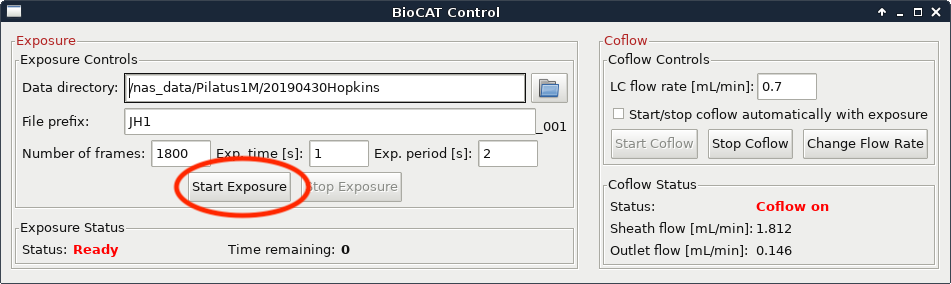 BioCAT Control
Exposure
Exposure Controls
Data directory: /nas_data/Pilatus1M/20190430Hopkins
File prefix: JH1 _001
Number of frames: 1800 Exp. time [s]: 1 Exp. period [s]: 2
Start Exposure Stop Exposure
Exposure Status
Status: Ready Time remaining: 0
Coflow
Coflow Controls
LC flow rate [mL/min]: 0.7
Start/stop coflow automatically with exposure
Start Coflow Stop Coflow Change Flow Rate
Coflow Status
Status: Coflow on
Sheath flow [mL/min]: 1.812
Outlet flow [mL/min]: 0.146